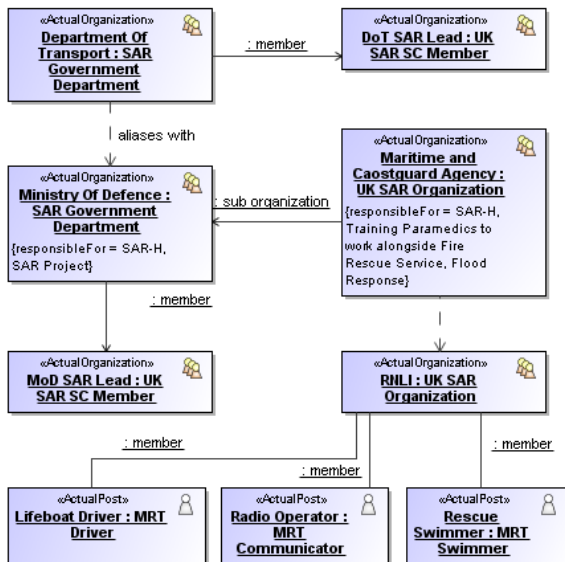 «ActualOrganization»
Department Of
Transport : SAR
Government
Department
: member
«ActualOrganization»
DoT SAR Lead : UK
SAR SC Member
aliases with
«ActualOrganization»
Ministry Of Defence :
SAR Government
Department
{responsibleFor = SAR-H,
SAR Project}
: sub organization
«ActualOrganization»
Maritime and
Caostguard Agency :
UK SAR Organization
{responsibleFor = SAR-H,
Training Paramedics to
work alongside Fire
Rescue Service, Flood
Response}
: member
«ActualOrganization»
MoD SAR Lead : UK
SAR SC Member
«ActualOrganization»
RNLI : UK SAR
Organization
: member
: member
: member
«ActualPost»
Lifeboat Driver : MRT
Driver
«ActualPost»
Radio Operator :
MRT
Communicator
«ActualPost»
Rescue
Swimmer : MRT
Swimmer